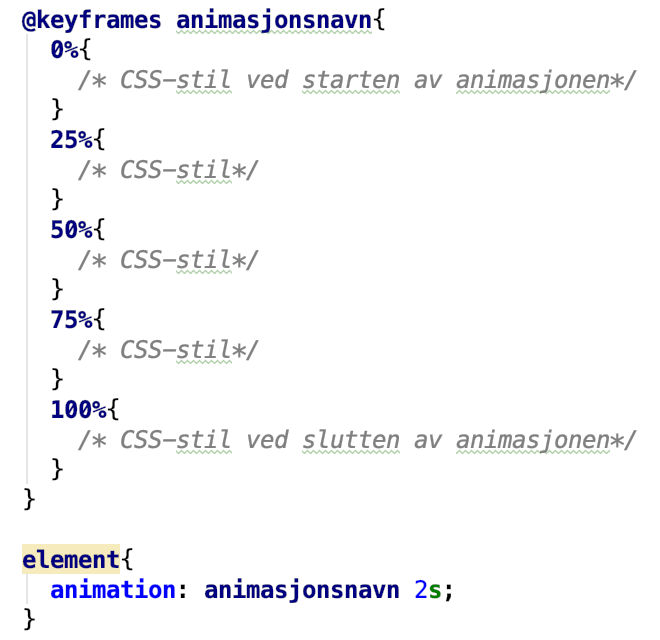 @keyframes animasjonsnavn{
0%{
/* CSS-stil ved starten av animasjonen*/
}
25%{
/* CSS-stil*/
}
50%{
/* CSS-stil*/
}
75%{
/* CSS-stil*/
}
100%{
/* CSS-stil ved slutten av animasjonen*/
}
}
element{
animation: animasjonsnavn 2s;
}